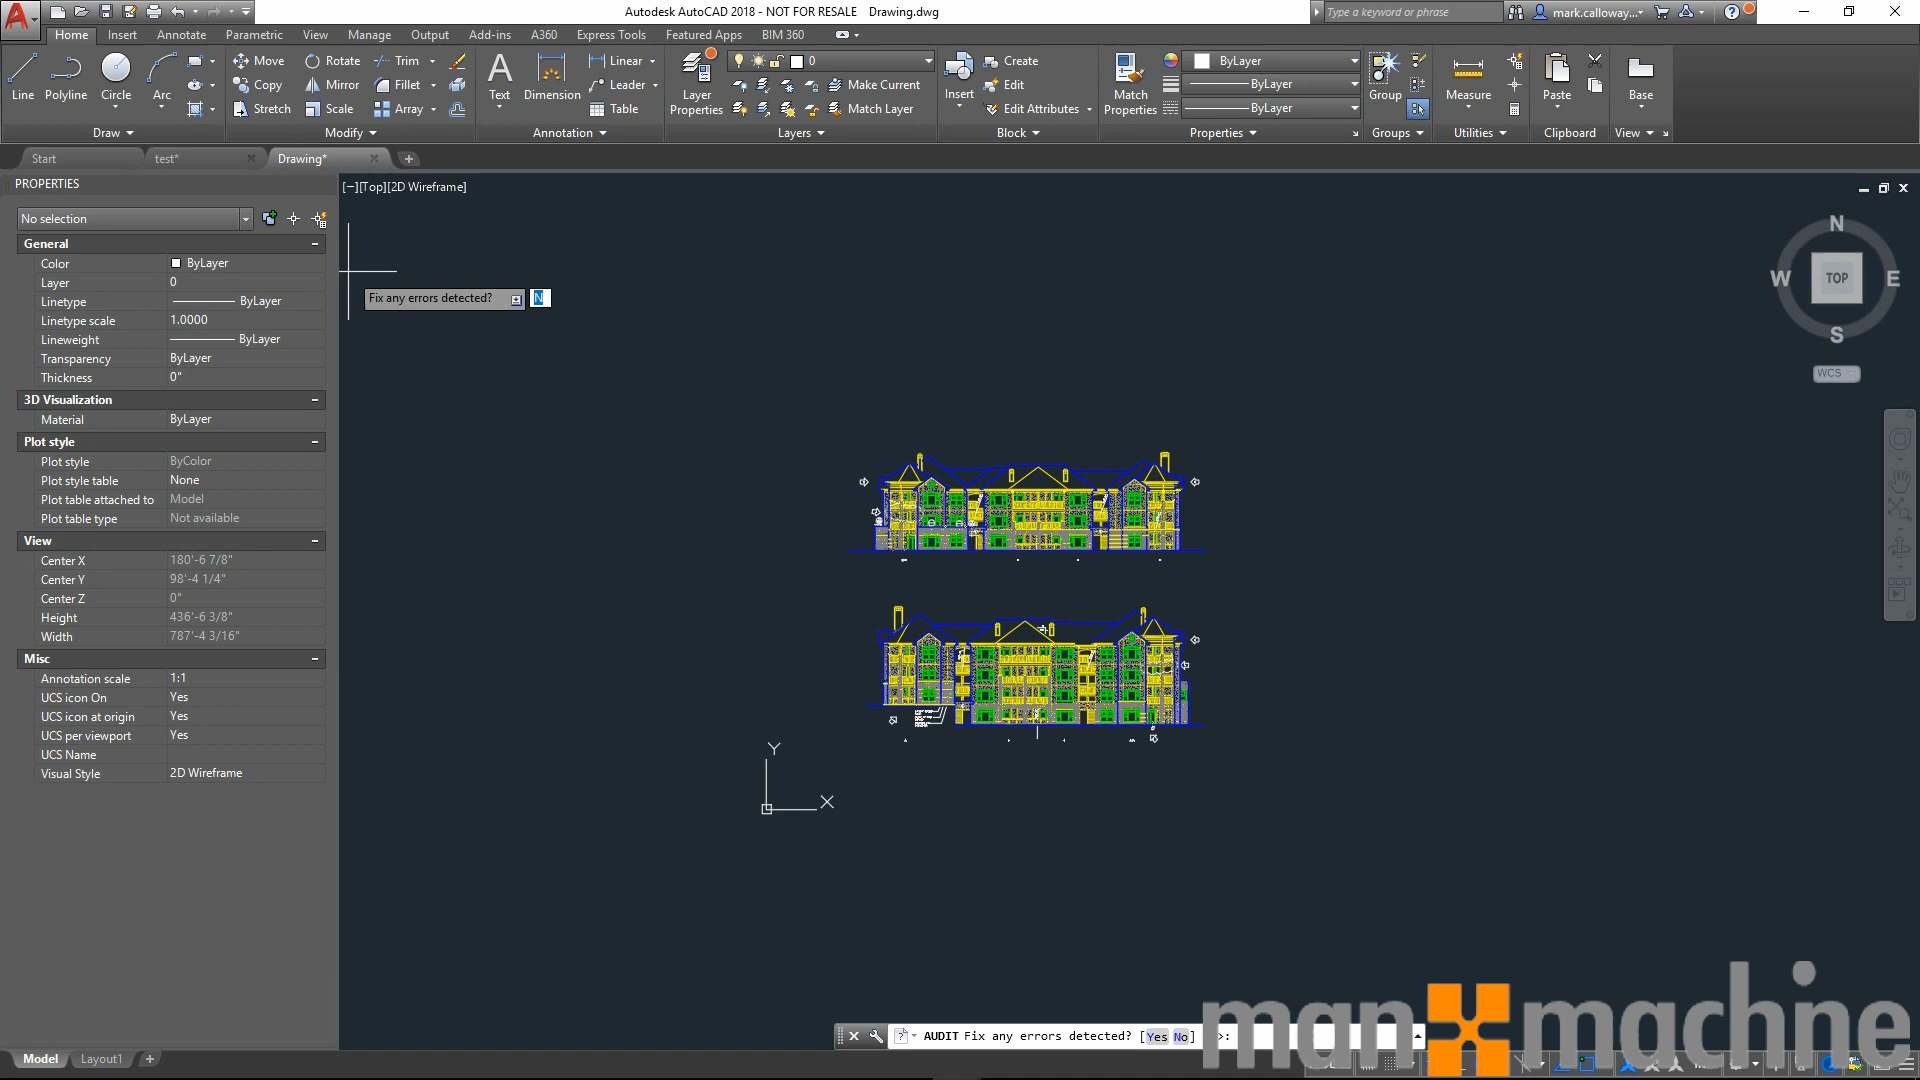 Autodesk AutoCAD 2018 - NOT FOR RESALE Drawing.dwg
Type a keyword or phrase
mark.calloway...
Home Insert Annotate Parametric View Manage Output Add-ins A360 Express Tools Featured Apps BIM 360
Line Polyline Circle Arc
Move Rotate Trim
Copy Mirror Fillet
Stretch Scale Array
Text Dimension
Linear
Leader
Table
Layer Properties
0
Make Current
Match Layer
Insert
Create
Edit
Edit Attributes
Match Properties
ByLayer
ByLayer
ByLayer
Group Measure Paste Base
Draw Modify Annotation Layers Block Properties Groups Utilities Clipboard View
Start test* Drawing*
PROPERTIES
[−][Top][2D Wireframe]
No selection
General
Color ByLayer
Layer 0
Linetype ByLayer
Linetype scale 1.0000
Lineweight ByLayer
Transparency ByLayer
Thickness 0"
3D Visualization
Material ByLayer
Plot style
Plot style ByColor
Plot style table None
Plot table attached to Model
Plot table type Not available
View
Center X 180'-6 7/8"
Center Y 98'-4 1/4"
Center Z 0"
Height 436'-6 3/8"
Width 787'-4 3/16"
Misc
Annotation scale 1:1
UCS icon On Yes
UCS icon at origin Yes
UCS per viewport Yes
UCS Name
Visual Style 2D Wireframe
Fix any errors detected? N
N
W TOP E
S
WCS
Y
X
AUDIT Fix any errors detected? [Yes No] >:
man machine
Model Layout1